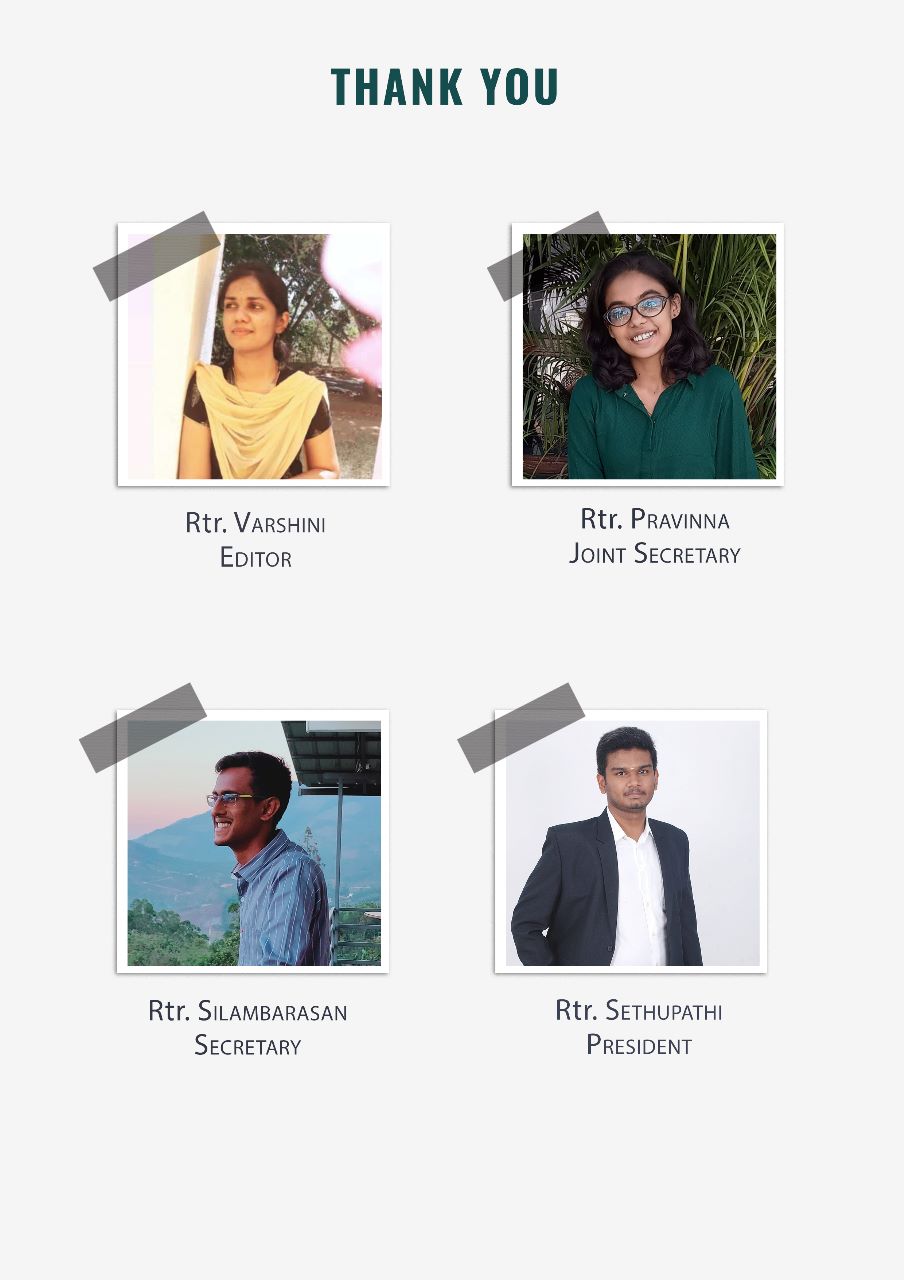 THANK YOU
Rtr. Varshini
Editor
Rtr. Pravinna
Joint Secretary
Rtr. Silambarasan
Secretary
Rtr. Sethupathi
President